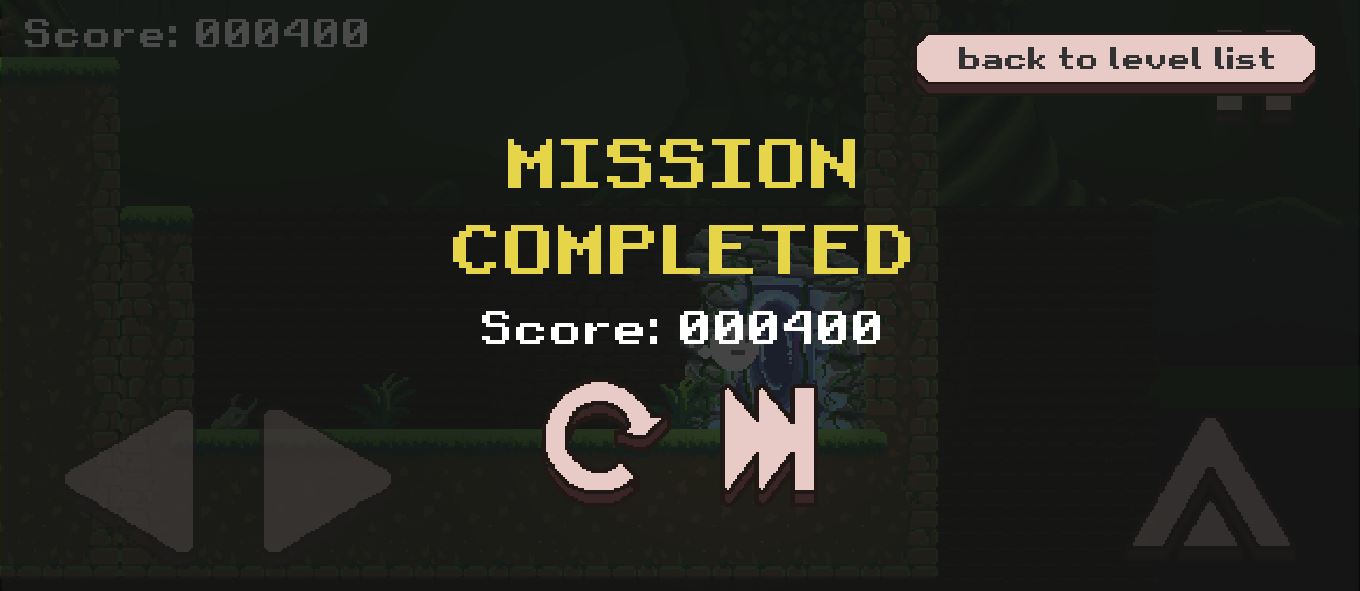 Score: 000400
back to level list
MISSION
COMPLETED
Score: 000400